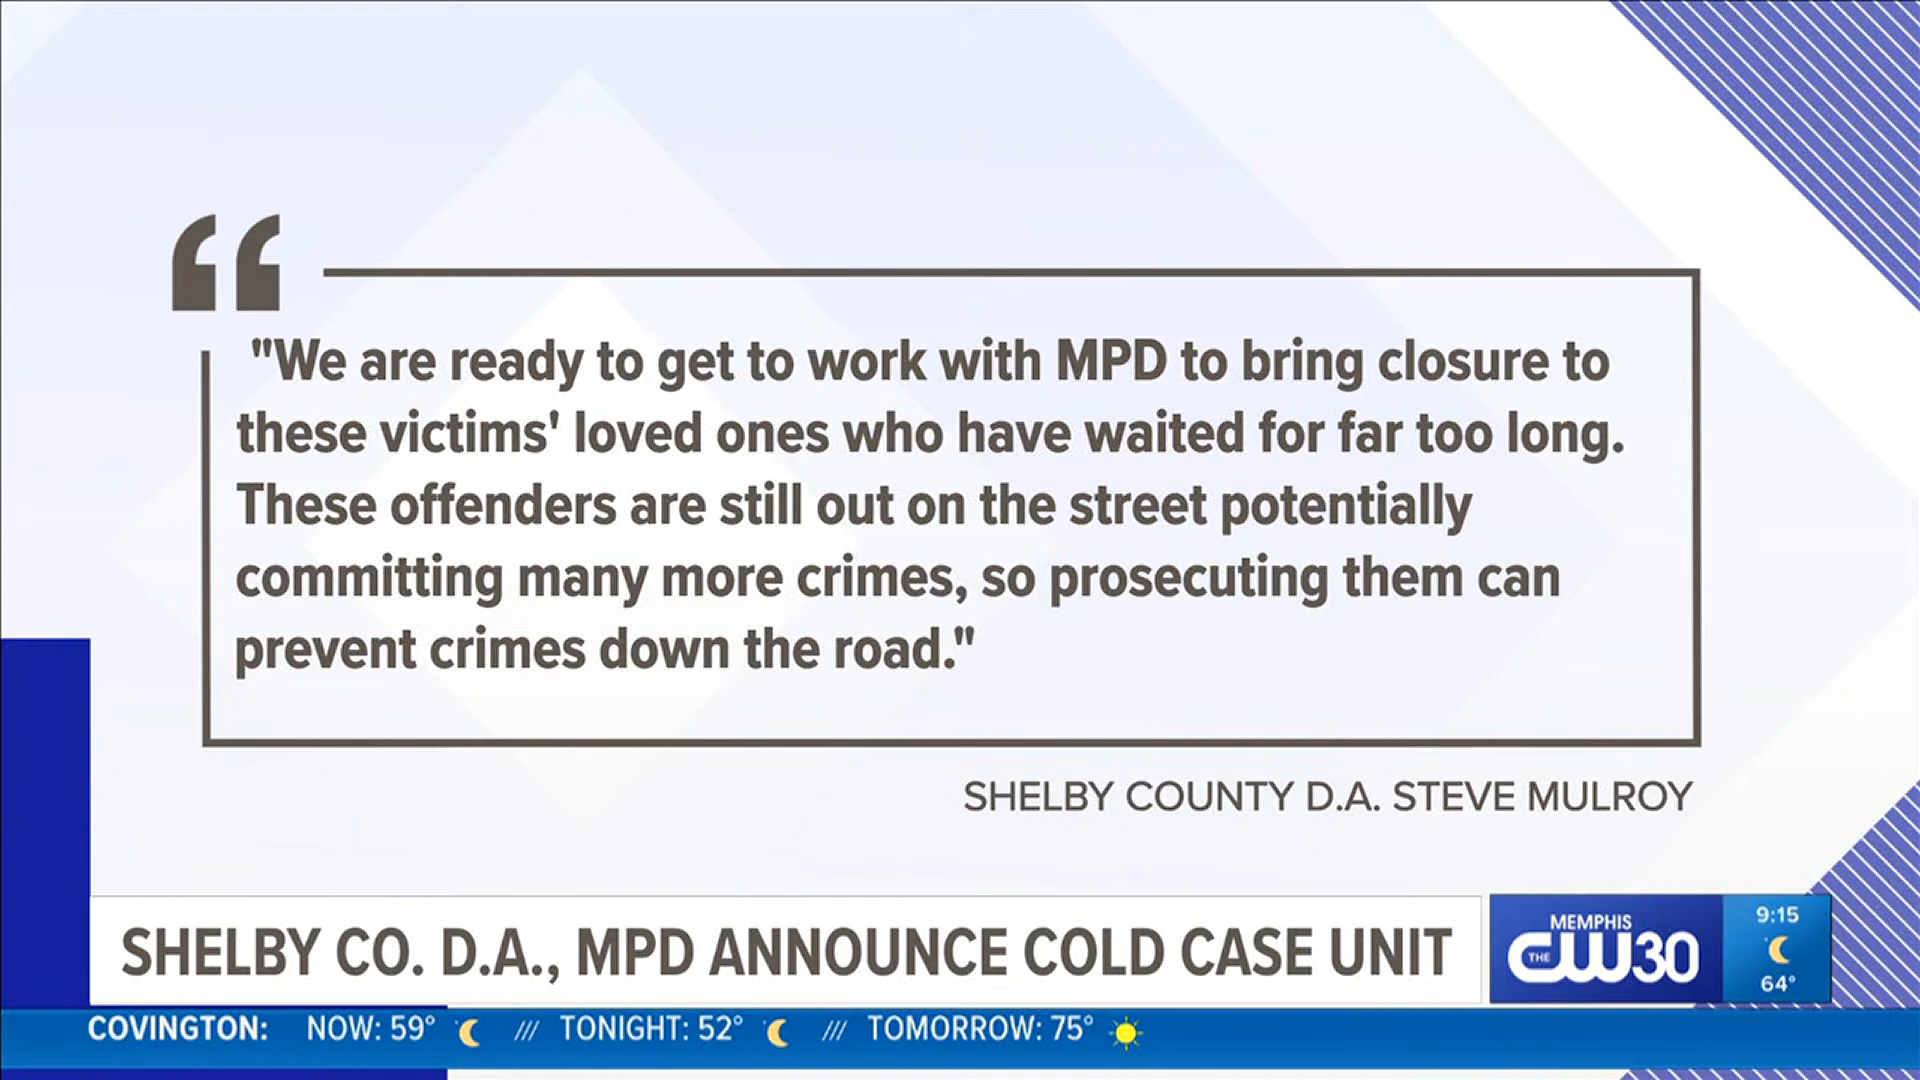 "We are ready to get to work with MPD to bring closure to
these victims' loved ones who have waited for far too long.
These offenders are still out on the street potentially
committing many more crimes, so prosecuting them can
prevent crimes down the road."
SHELBY COUNTY D.A. STEVE MULROY
SHELBY CO. D.A., MPD ANNOUNCE COLD CASE UNIT
MEMPHIS
THE CW30
9:15
64°
COVINGTON: NOW: 59° /// TONIGHT: 52° /// TOMORROW: 75°